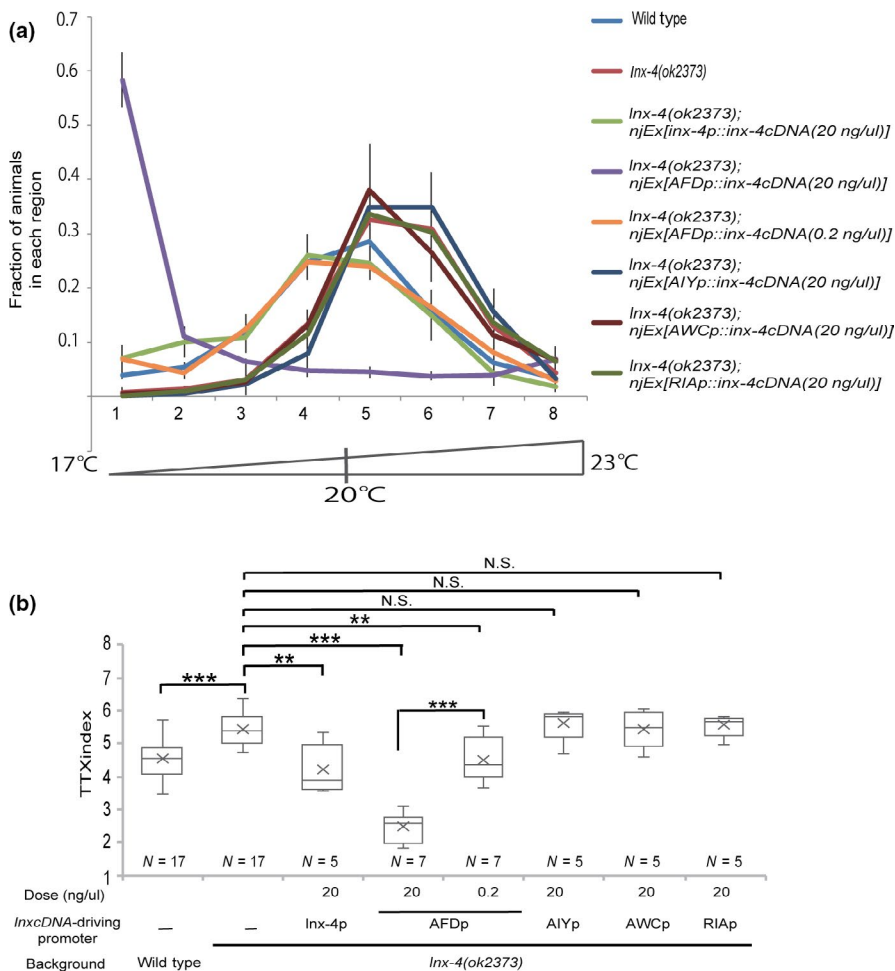 (a)
Fraction of animals
in each region
0.7
0.6
0.5
0.4
0.3
0.2
0.1
1 2 3 4 5 6 7 8
17℃
20℃
23℃
Wild type
Inx-4(ok2373)
Inx-4(ok2373);
njEx[inx-4p::inx-4cDNA(20 ng/ul)]
Inx-4(ok2373);
njEx[AFDp::inx-4cDNA(20 ng/ul)]
Inx-4(ok2373);
njEx[AFDp::inx-4cDNA(0.2 ng/ul)]
Inx-4(ok2373);
njEx[AIYp::inx-4cDNA(20 ng/ul)]
Inx-4(ok2373);
njEx[AWCp::inx-4cDNA(20 ng/ul)]
Inx-4(ok2373);
njEx[RIAp::inx-4cDNA(20 ng/ul)]
(b)
N.S.
N.S.
N.S.
**
***
**
***
***
TTXindex
8
7
6
5
4
3
2
1
N = 17 N = 17 N = 5 N = 7 N = 7 N = 5 N = 5 N = 5
Dose (ng/ul) 20 20 0.2 20 20 20
InxcDNA-driving
promoter — — Inx-4p AFDp AIYp AWCp RIAp
Background Wild type Inx-4(ok2373)